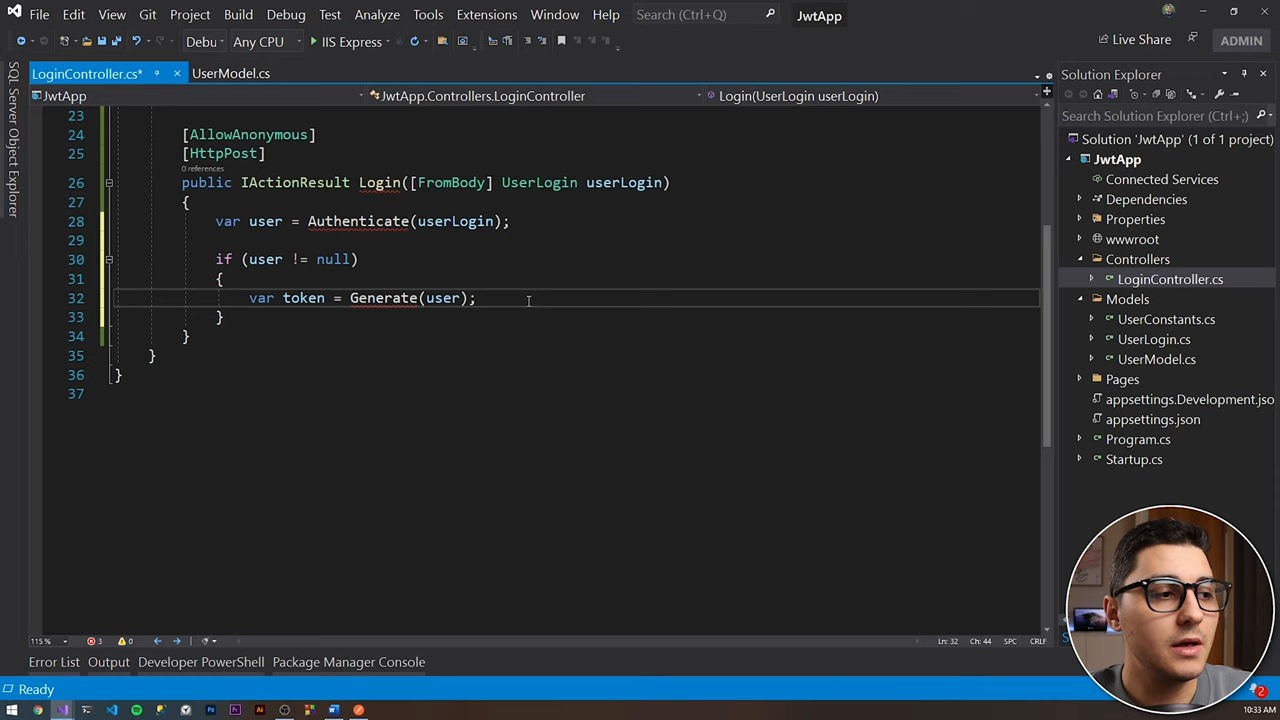 File Edit View Git Project Build Debug Test Analyze Tools Extensions Window Help Search (Ctrl+Q) JwtApp
Debu Any CPU IIS Express Live Share ADMIN
LoginController.cs* UserModel.cs
JwtApp JwtApp.Controllers.LoginController Login(UserLogin userLogin)
SQL Server Object Explorer
23
24 [AllowAnonymous]
25 [HttpPost]
0 references
26 public IActionResult Login([FromBody] UserLogin userLogin)
27 {
28 var user = Authenticate(userLogin);
29
30 if (user != null)
31 {
32 var token = Generate(user);
33 }
34 }
35 }
36 }
37
115 % 3 0 Ln: 32 Ch: 44 SPC CRLF
Error List Output Developer PowerShell Package Manager Console
Ready
Solution Explorer
Search Solution Explorer (Ctrl+;)
Solution 'JwtApp' (1 of 1 project)
JwtApp
Connected Services
Dependencies
Properties
wwwroot
Controllers
LoginController.cs
Models
UserConstants.cs
UserLogin.cs
UserModel.cs
Pages
appsettings.Development.jso
appsettings.json
Program.cs
Startup.cs
2
10:33 AM